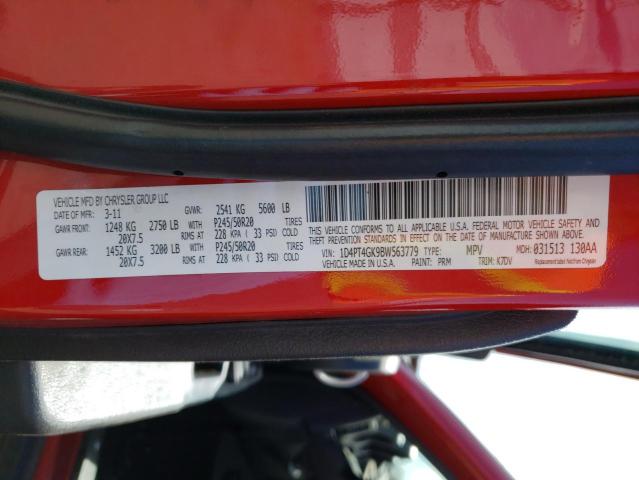 VEHICLE MFD BY CHRYSLER GROUP LLC
DATE OF MFR: 3-11 GVWR: 2541 KG 5600 LB
GAWR FRONT: 1248 KG 2750 LB WITH P245/50R20 TIRES
20X7.5 RIMS AT 228 KPA ( 33 PSI ) COLD
GAWR REAR: 1452 KG 3200 LB WITH P245/50R20 TIRES
20X7.5 RIMS AT 228 KPA ( 33 PSI ) COLD
THIS VEHICLE CONFORMS TO ALL APPLICABLE U.S.A. FEDERAL MOTOR VEHICLE SAFETY AND
THEFT PREVENTION STANDARDS IN EFFECT ON THE DATE OF MANUFACTURE SHOWN ABOVE.
VIN: 1D4PT4GK9BW563779 TYPE: MPV MDH: 031513 130AA
MADE IN U.S.A. PAINT: PRM TRIM: K7DV